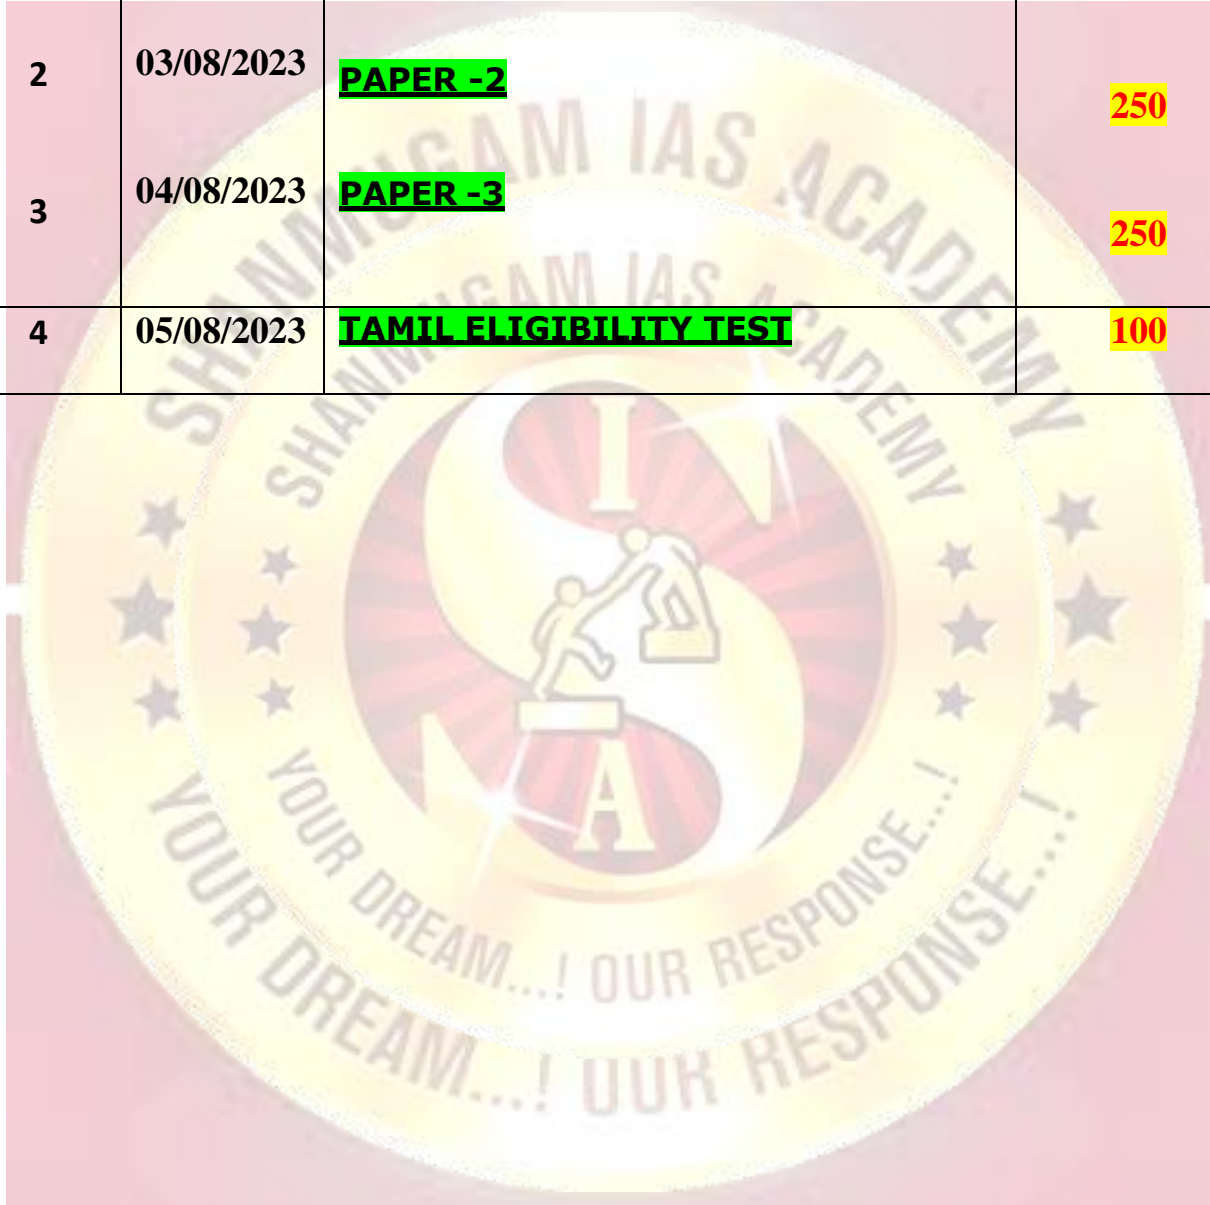 2 03/08/2023 PAPER -2 250
3 04/08/2023 PAPER -3 250
4 05/08/2023 TAMIL ELIGIBILITY TEST 100
SHANMUGAM IAS ACADEMY
SHANMUGAM IAS ACADEMY
I
A
YOUR DREAM...! OUR RESPONSE...!
YOUR DREAM...! OUR RESPONSE...!